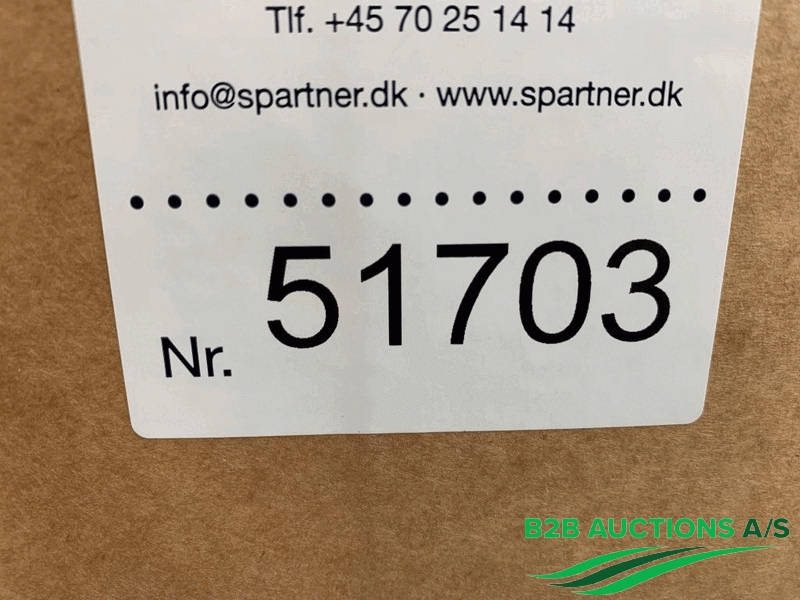 Tlf. +45 70 25 14 14
info@spartner.dk · www.spartner.dk
Nr. 51703
B2B AUCTIONS A/S